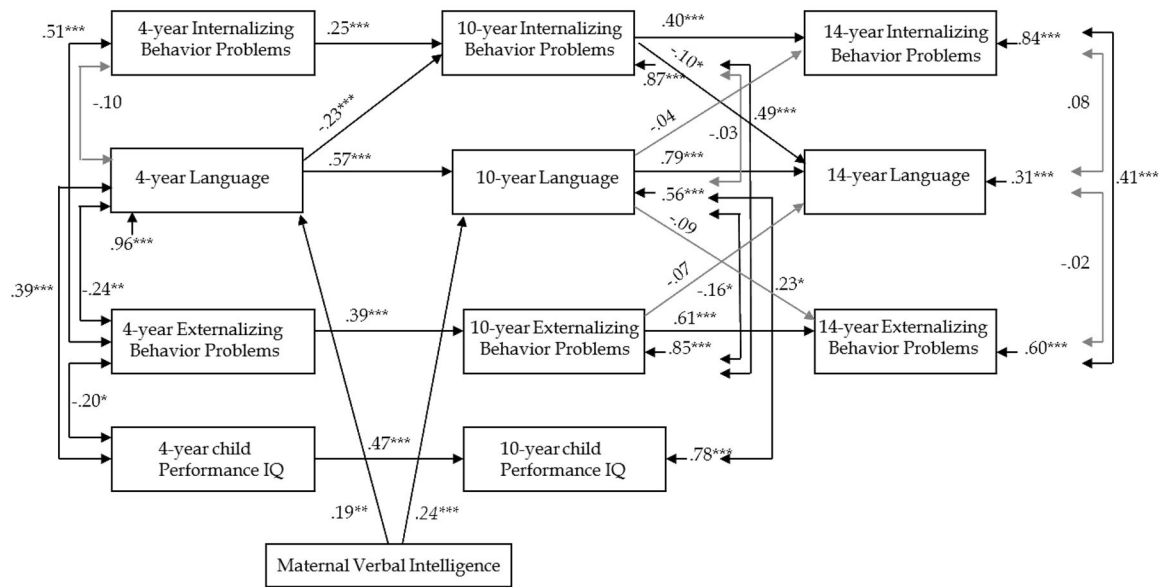 .51***
4-year Internalizing
Behavior Problems
.25***
10-year Internalizing
Behavior Problems
.40***
-.10*
14-year Internalizing
Behavior Problems
.84***
.87***
-.10
-.23***
-.04
-.03
.49***
.08
4-year Language
.57***
10-year Language
.79***
14-year Language
.31***
.41***
.56***
.96***
-.09
.39***
-.24**
-.07
-.16*
.23*
-.02
4-year Externalizing
Behavior Problems
.39***
10-year Externalizing
Behavior Problems
.61***
14-year Externalizing
Behavior Problems
.85***
.60***
-.20*
4-year child
Performance IQ
.47***
10-year child
Performance IQ
.78***
.19**
.24***
Maternal Verbal Intelligence